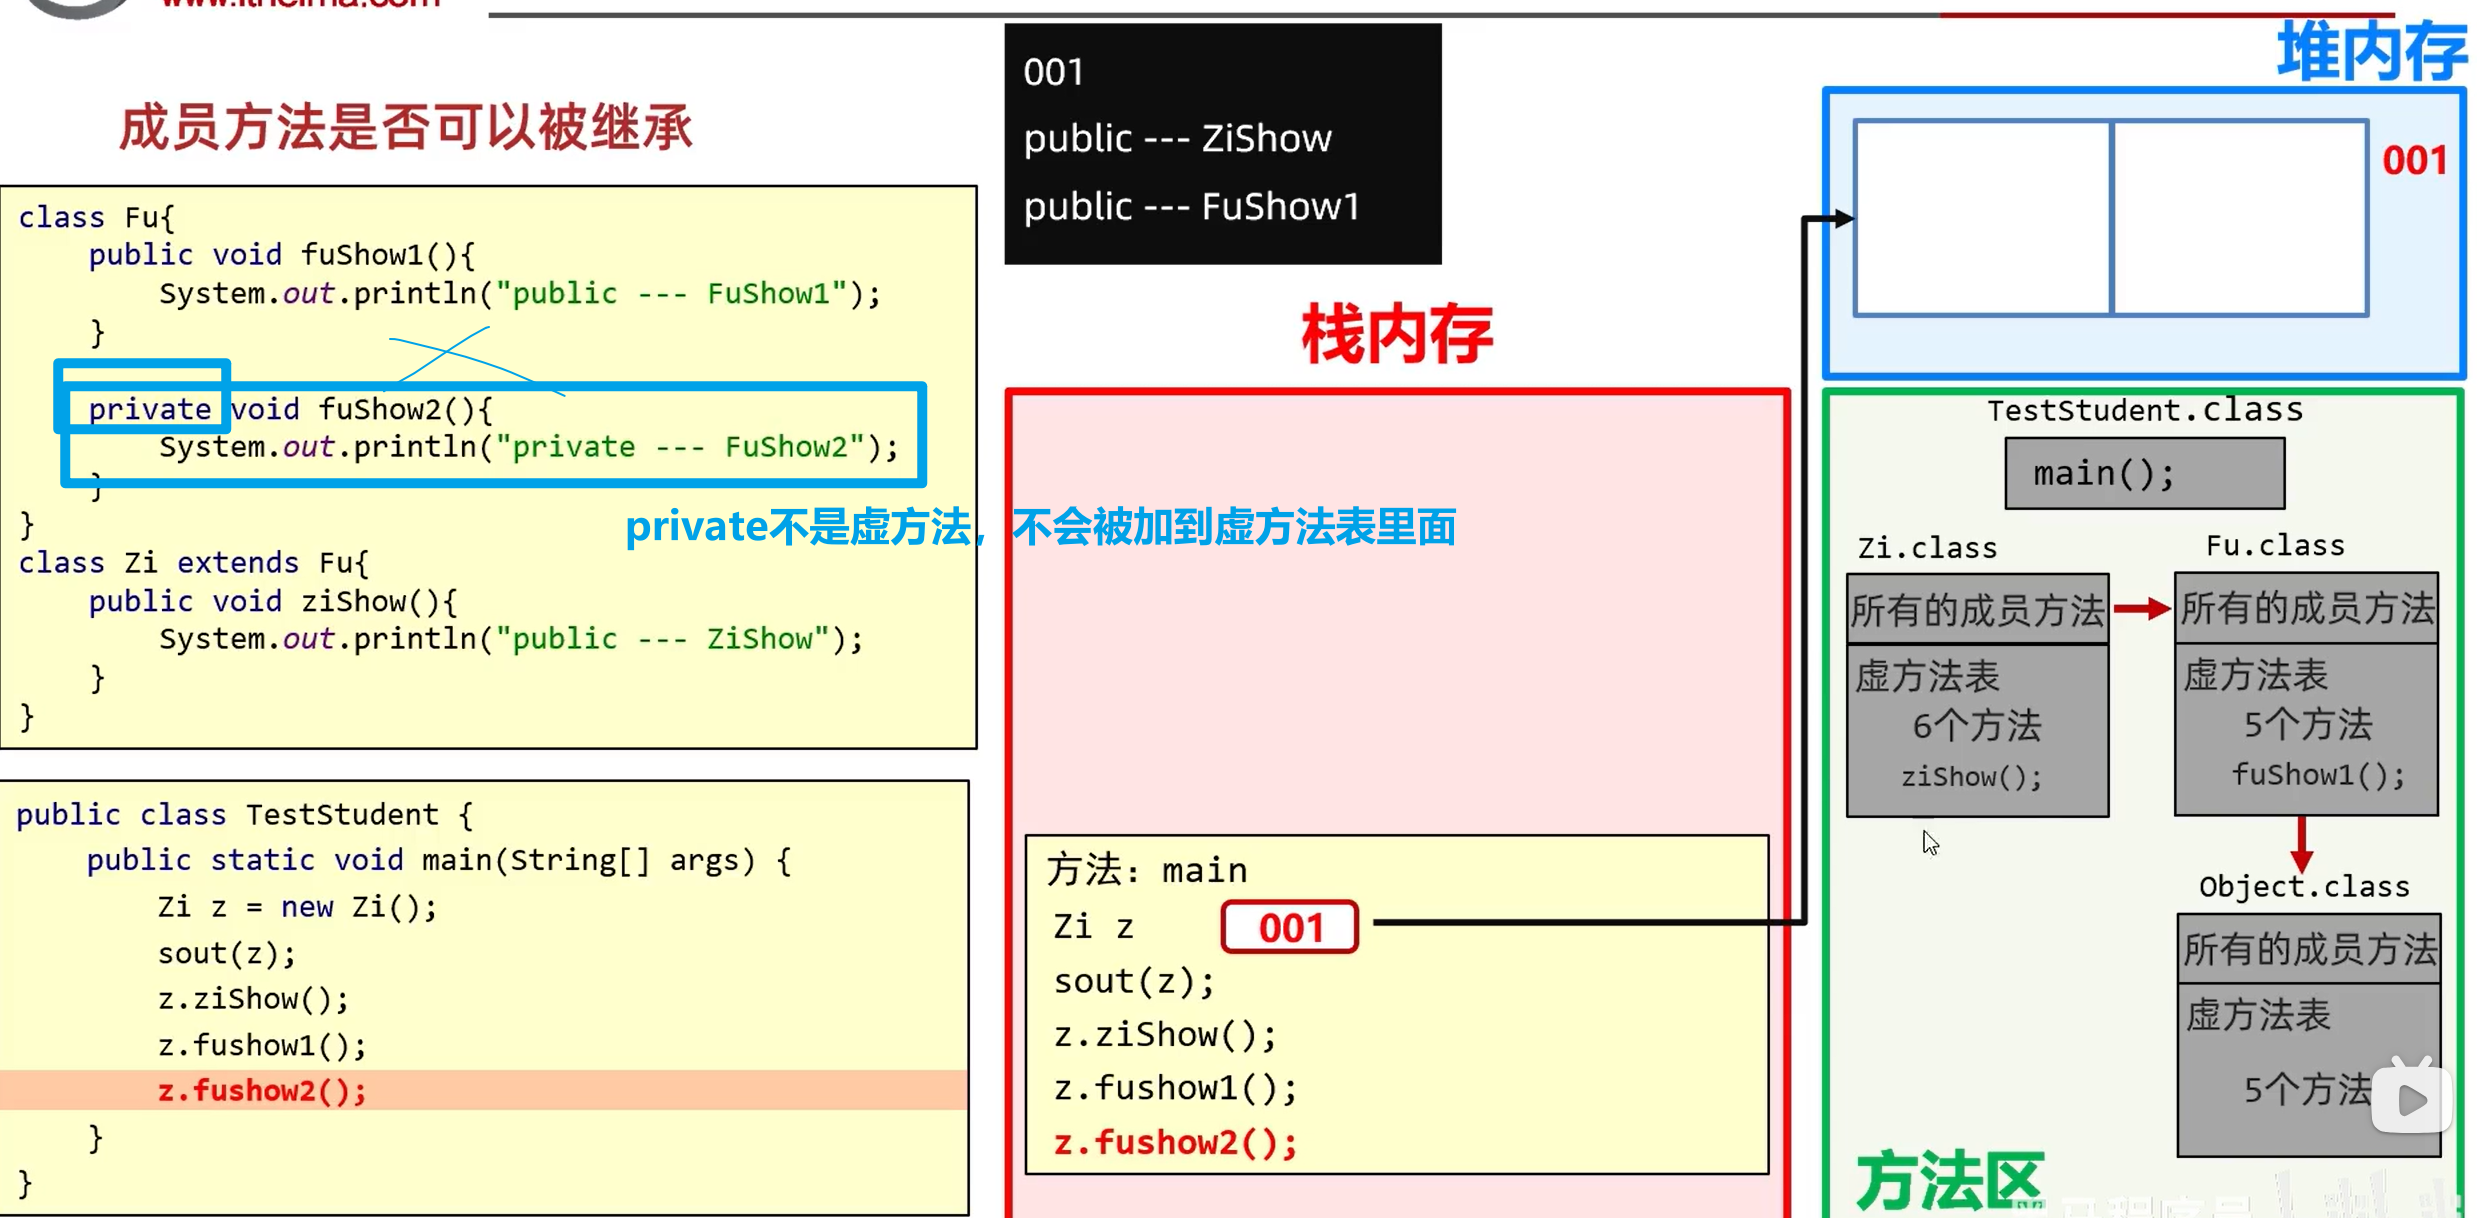 www.itheima.com
成员方法是否可以被继承
class Fu{
public void fuShow1(){
System.out.println("public --- FuShow1");
}
private void fuShow2(){
System.out.println("private --- FuShow2");
}
}
class Zi extends Fu{
public void ziShow(){
System.out.println("public --- ZiShow");
}
}
private不是虚方法，不会被加到虚方法表里面
public class TestStudent {
public static void main(String[] args) {
Zi z = new Zi();
sout(z);
z.ziShow();
z.fushow1();
z.fushow2();
}
}
001
public --- ZiShow
public --- FuShow1
栈内存
方法：main
Zi z 001
sout(z);
z.ziShow();
z.fushow1();
z.fushow2();
堆内存
001
TestStudent.class
main();
Zi.class
所有的成员方法
虚方法表
6个方法
ziShow();
Fu.class
所有的成员方法
虚方法表
5个方法
fuShow1();
Object.class
所有的成员方法
虚方法表
5个方法
方法区